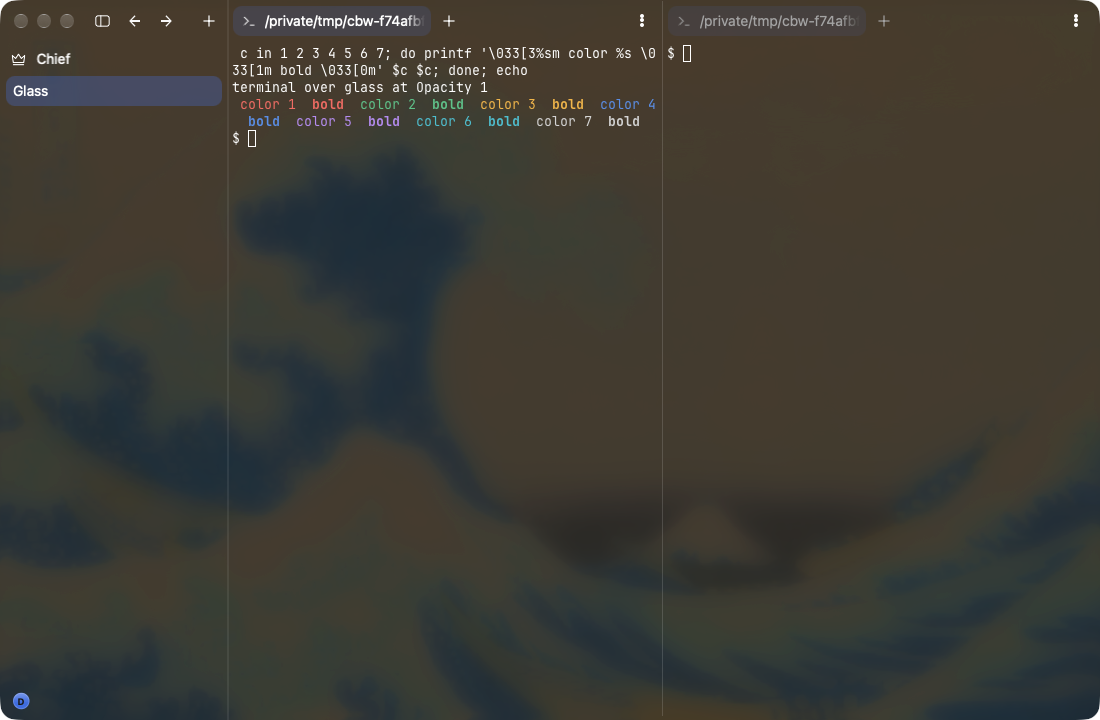 /private/tmp/cbw-f74afb
/private/tmp/cbw-f74afb
Chief
Glass
c in 1 2 3 4 5 6 7; do printf '\033[3%sm color %s \0
33[1m bold \033[0m' $c $c; done; echo
terminal over glass at Opacity 1
color 1 bold color 2 bold color 3 bold color 4
bold color 5 bold color 6 bold color 7 bold
$
$
D